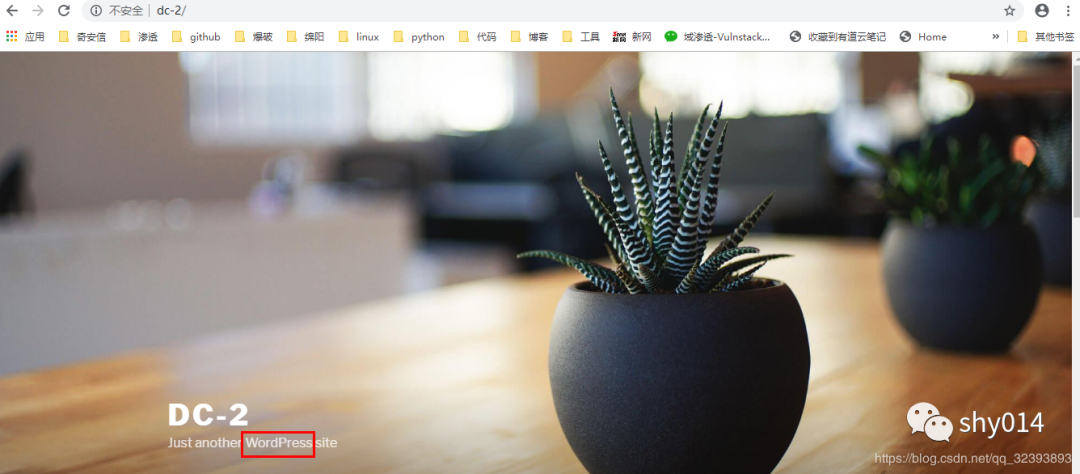 不安全 dc-2/
应用 奇安信 渗透 github 爆破 绵阳 linux python 代码 博客 工具 新网 域渗透-Vulnstack... 收藏到有道云笔记 Home » 其他书签
DC-2
Just another WordPress site
shy014
https://blog.csdn.net/qq_32393893